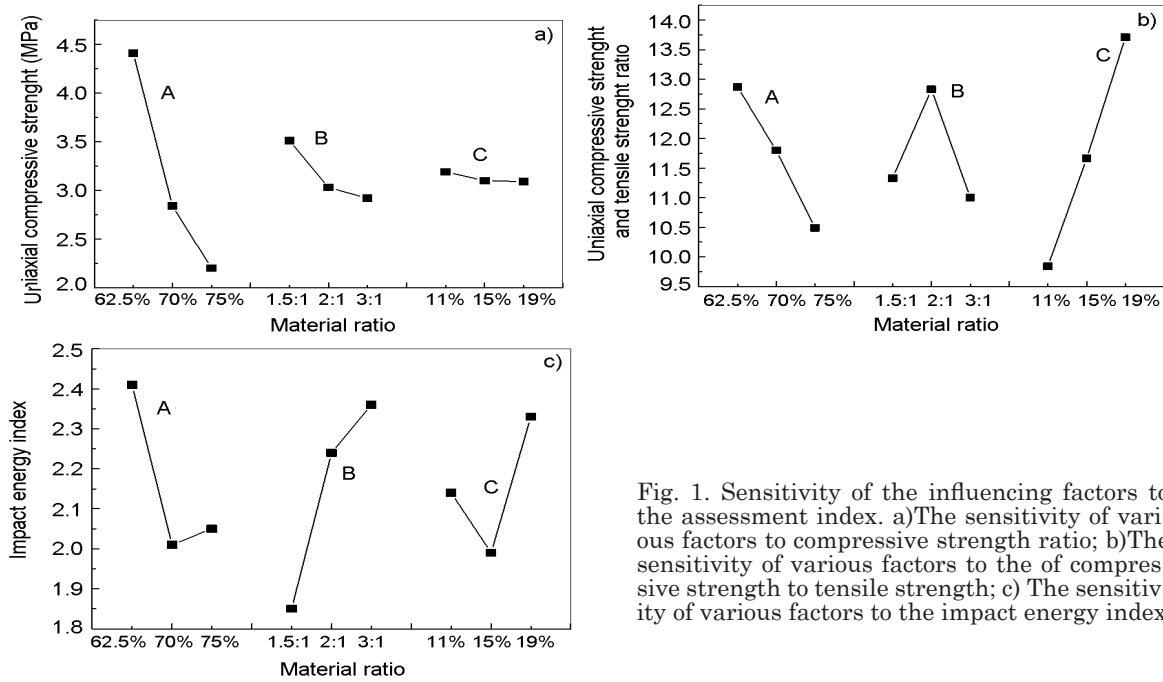 a)
Uniaxial compressive strenght (MPa)
4.5
4.0
3.5
3.0
2.5
2.0
A
B
C
62.5% 70% 75% 1.5:1 2:1 3:1 11% 15% 19%
Material ratio
b)
Uniaxial compressive strenght
and tensile strenght ratio
14.0
13.0
12.5
11.5
11.0
10.0
9.5
A
B
C
62.5% 70% 75% 1.5:1 2:1 3:1 11% 15% 19%
Material ratio
c)
Impact energy index
2.5
2.4
2.3
2.2
2.1
2.0
1.9
1.8
A
B
C
62.5% 70% 75% 1.5:1 2:1 3:1 11% 15% 19%
Material ratio
Fig. 1. Sensitivity of the influencing factors to
the assessment index. a)The sensitivity of vari
ous factors to compressive strength ratio; b)The
sensitivity of various factors to the of compres
sive strength to tensile strength; c) The sensitiv
ity of various factors to the impact energy index